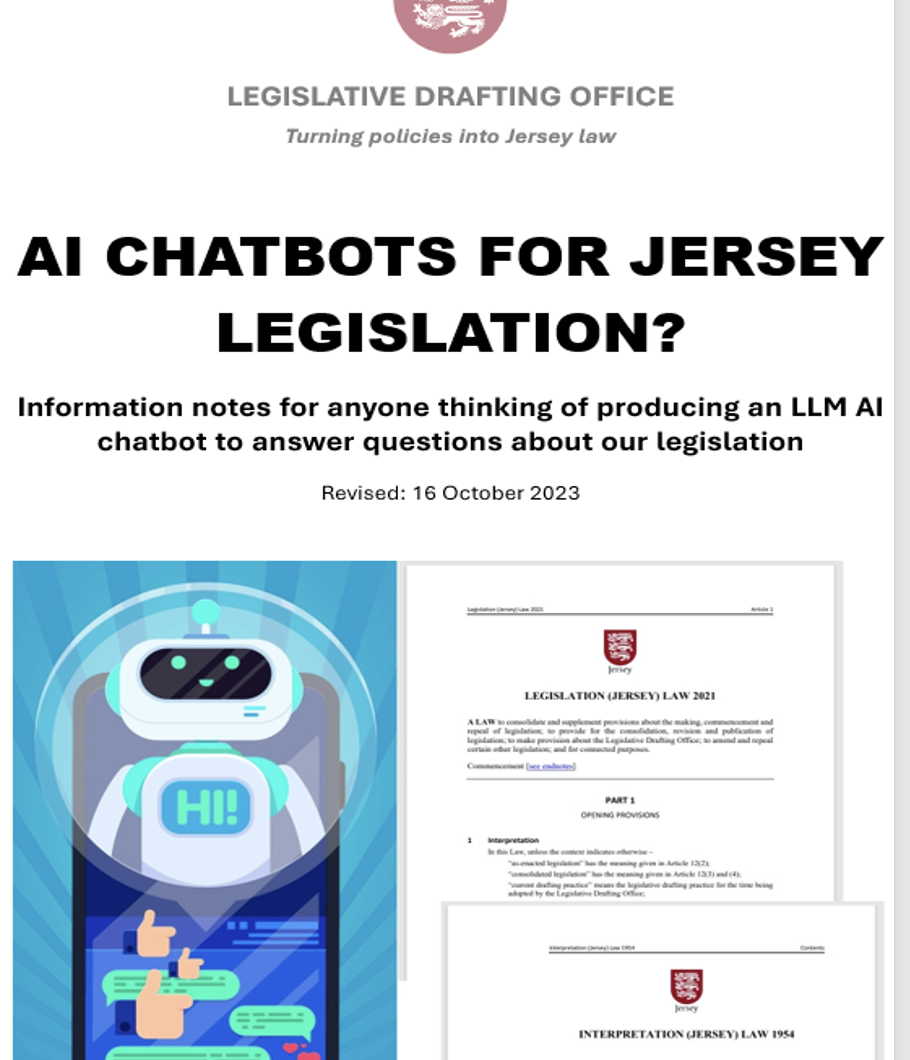 LEGISLATIVE DRAFTING OFFICE
Turning policies into Jersey law
AI CHATBOTS FOR JERSEY
LEGISLATION?
Information notes for anyone thinking of producing an LLM AI
chatbot to answer questions about our legislation
Revised: 16 October 2023
HI!
Legislation (Jersey) Law 2021 Article 1
Jersey
LEGISLATION (JERSEY) LAW 2021
A LAW to consolidate and supplement provisions about the making, commencement and
repeal of legislation; to provide for the consolidation, revision and publication of
legislation; to make provision about the Legislative Drafting Office; to amend and repeal
certain other legislation; and for connected purposes.
Commencement [see endnotes]
PART 1
OPENING PROVISIONS
1 Interpretation
In this Law, unless the context indicates otherwise –
“as-enacted legislation” has the meaning given in Article 12(2);
“consolidated legislation” has the meaning given in Article 12(3) and (4);
“current drafting practice” means the legislative drafting practice for the time being
adopted by the Legislative Drafting Office;
Interpretation (Jersey) Law 1954 Contents
Jersey
INTERPRETATION (JERSEY) LAW 1954